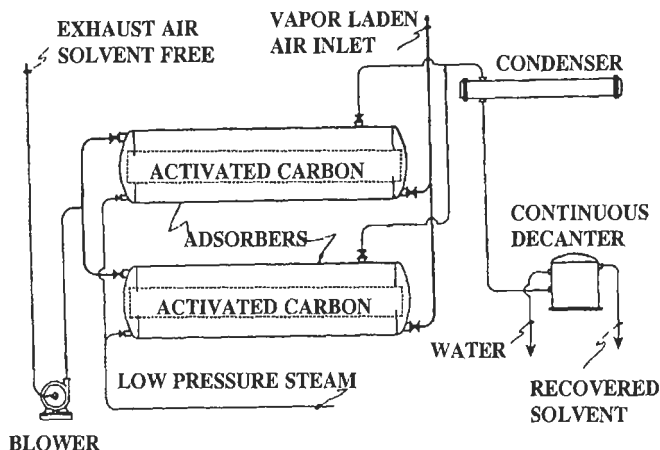 EXHAUST AIR
SOLVENT FREE
VAPOR LADEN
AIR INLET
CONDENSER
ACTIVATED CARBON
ADSORBERS
CONTINUOUS
DECANTER
ACTIVATED CARBON
WATER
LOW PRESSURE STEAM
RECOVERED
SOLVENT
BLOWER